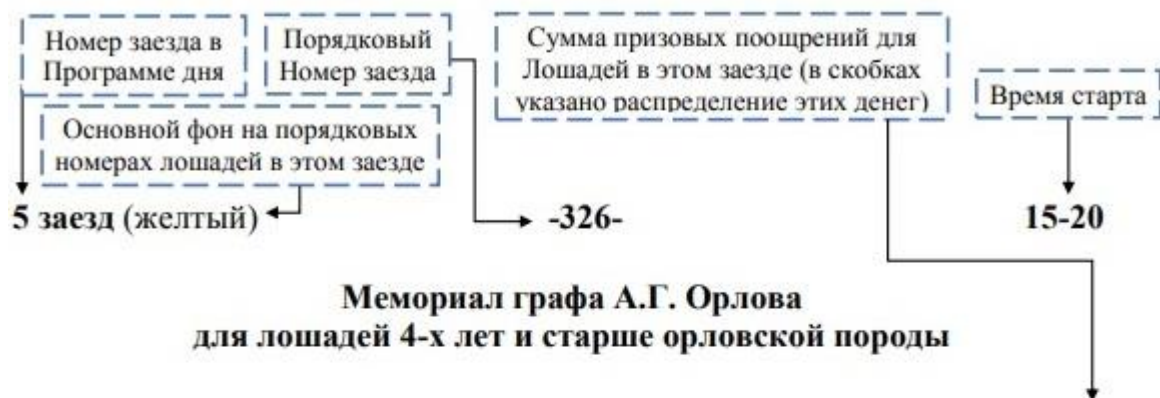 Номер заезда в
Программе дня
Порядковый
Номер заезда
Сумма призовых поощрений для
Лошадей в этом заезде (в скобках
указано распределение этих денег)
Время старта
Основной фон на порядковых
номерах лошадей в этом заезде
5 заезд (желтый)
-326-
15-20
Мемориал графа А.Г. Орлова
для лошадей 4-х лет и старше орловской породы